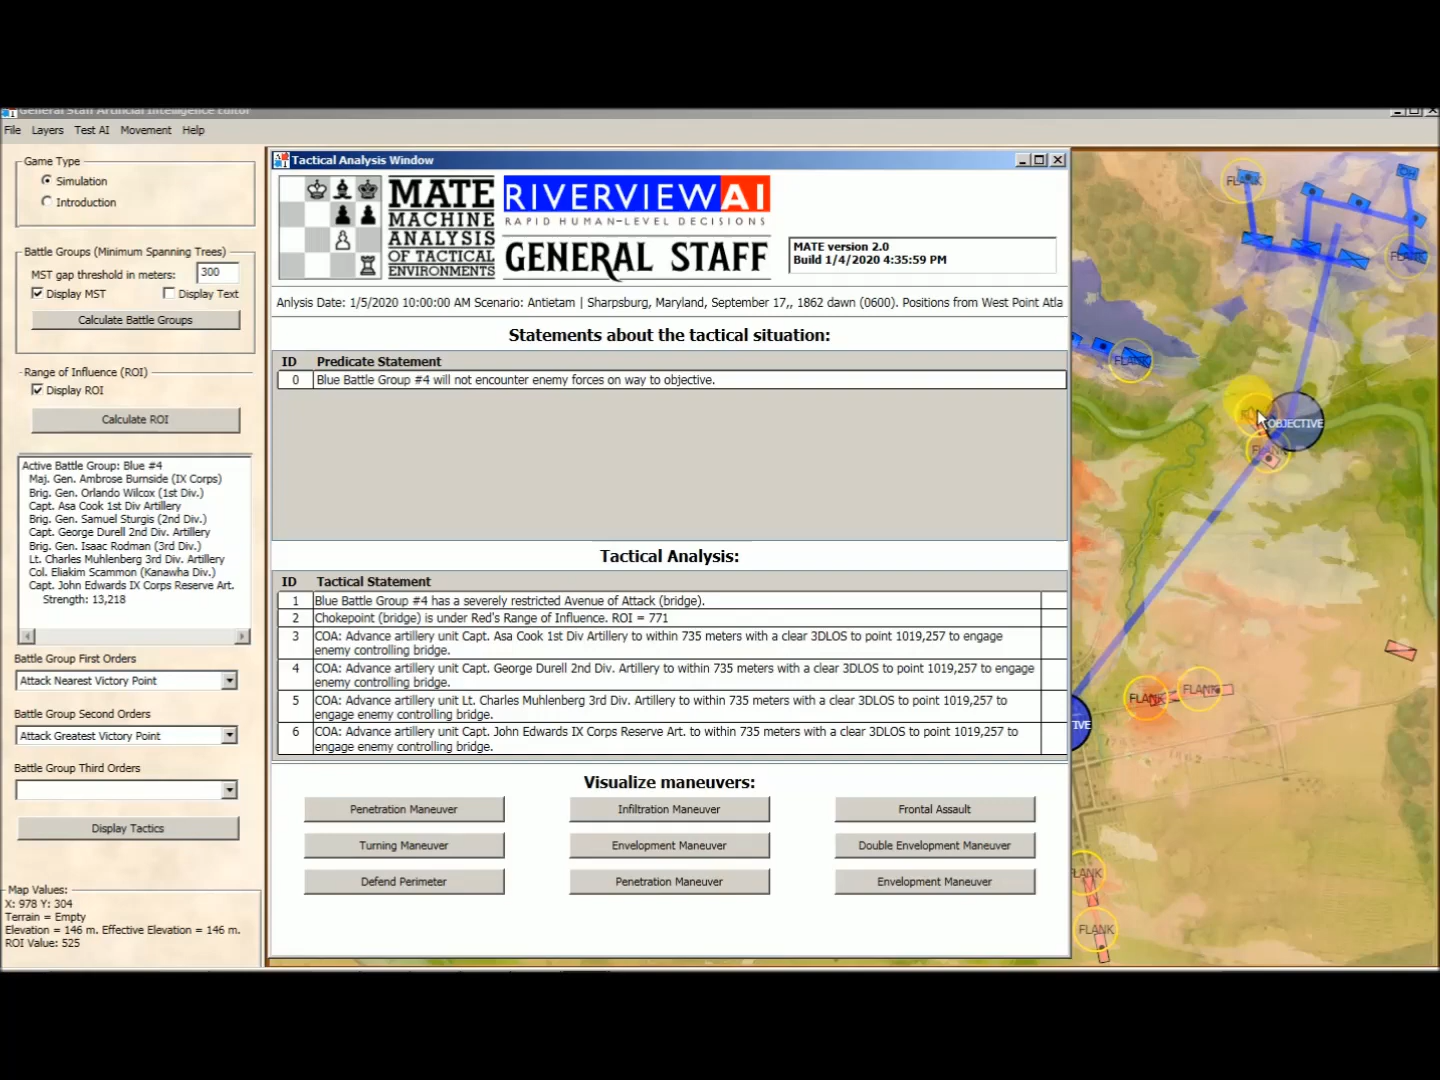 General Staff Artificial Intelligence Editor
File Layers Test AI Movement Help
Game Type
Simulation
Introduction
Battle Groups (Minimum Spanning Trees)
MST gap threshold in meters: 300
Display MST Display Text
Calculate Battle Groups
Range of Influence (ROI)
Display ROI
Calculate ROI
Active Battle Group: Blue #4
Maj. Gen. Ambrose Burnside (IX Corps)
Brig. Gen. Orlando Wilcox (1st Div.)
Capt. Asa Cook 1st Div Artillery
Brig. Gen. Samuel Sturgis (2nd Div.)
Capt. George Durell 2nd Div. Artillery
Brig. Gen. Isaac Rodman (3rd Div.)
Lt. Charles Muhlenberg 3rd Div. Artillery
Col. Eliakim Scammon (Kanawha Div.)
Capt. John Edwards IX Corps Reserve Art.
Strength: 13,218
Battle Group First Orders
Attack Nearest Victory Point
Battle Group Second Orders
Attack Greatest Victory Point
Battle Group Third Orders
Display Tactics
Map Values:
X: 978 Y: 304
Terrain = Empty
Elevation = 146 m. Effective Elevation = 146 m.
ROI Value: 525
Tactical Analysis Window
MATE
MACHINE
ANALYSIS
OF TACTICAL
ENVIRONMENTS
RIVERVIEWAI
RAPID HUMAN-LEVEL DECISIONS
GENERAL STAFF
MATE version 2.0
Build 1/4/2020 4:35:59 PM
Anlysis Date: 1/5/2020 10:00:00 AM Scenario: Antietam | Sharpsburg, Maryland, September 17,, 1862 dawn (0600). Positions from West Point Atla
Statements about the tactical situation:
ID Predicate Statement
0 Blue Battle Group #4 will not encounter enemy forces on way to objective.
Tactical Analysis:
ID Tactical Statement
1 Blue Battle Group #4 has a severely restricted Avenue of Attack (bridge).
2 Chokepoint (bridge) is under Red's Range of Influence. ROI = 771
3 COA: Advance artillery unit Capt. Asa Cook 1st Div Artillery to within 735 meters with a clear 3DLOS to point 1019,257 to engage
enemy controlling bridge.
4 COA: Advance artillery unit Capt. George Durell 2nd Div. Artillery to within 735 meters with a clear 3DLOS to point 1019,257 to engage
enemy controlling bridge.
5 COA: Advance artillery unit Lt. Charles Muhlenberg 3rd Div. Artillery to within 735 meters with a clear 3DLOS to point 1019,257 to
engage enemy controlling bridge.
6 COA: Advance artillery unit Capt. John Edwards IX Corps Reserve Art. to within 735 meters with a clear 3DLOS to point 1019,257 to
engage enemy controlling bridge.
Visualize maneuvers:
Penetration Maneuver Infiltration Maneuver Frontal Assault
Turning Maneuver Envelopment Maneuver Double Envelopment Maneuver
Defend Perimeter Penetration Maneuver Envelopment Maneuver
FLANK
HQ
FLANK
FLANK
OBJECTIVE
FLANK
FLANK
FLANK
TIVE
LANK
FLANK